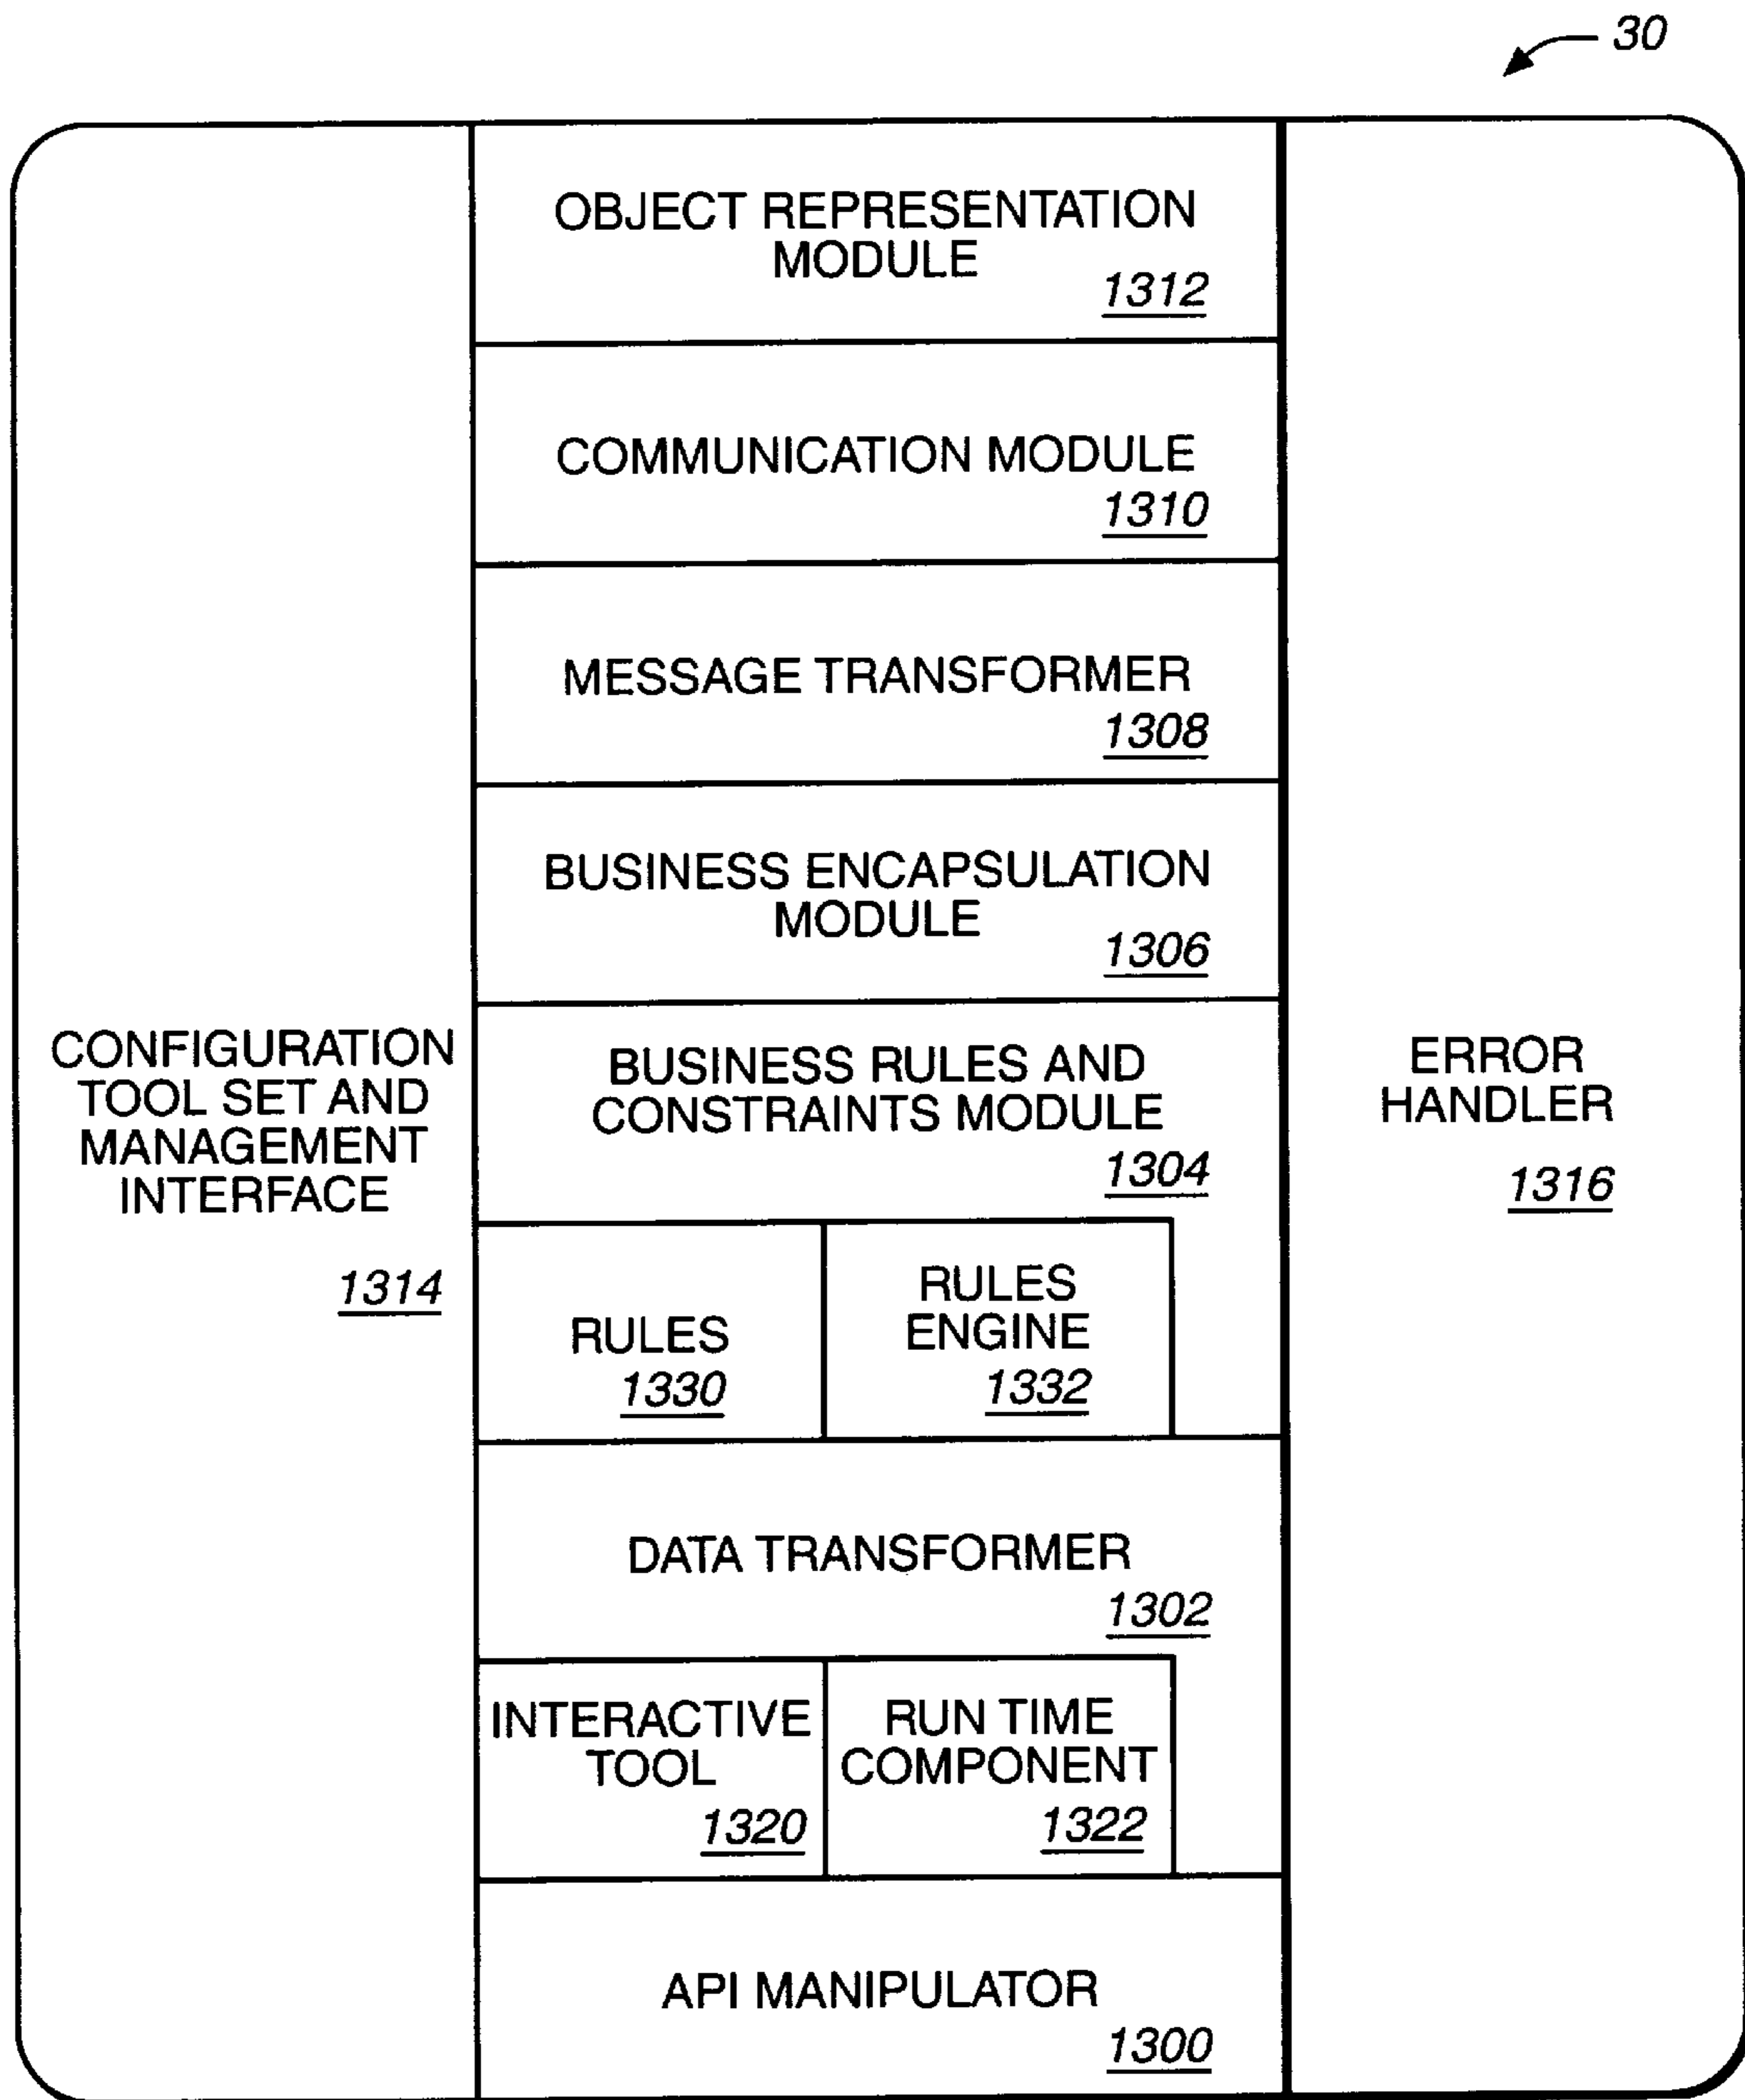 30
OBJECT REPRESENTATION
MODULE
1312
COMMUNICATION MODULE
1310
MESSAGE TRANSFORMER
1308
BUSINESS ENCAPSULATION
MODULE
1306
CONFIGURATION
TOOL SET AND
MANAGEMENT
INTERFACE
1314
BUSINESS RULES AND
CONSTRAINTS MODULE
1304
ERROR
HANDLER
1316
RULES
1330
RULES
ENGINE
1332
DATA TRANSFORMER
1302
INTERACTIVE
TOOL
1320
RUN TIME
COMPONENT
1322
API MANIPULATOR
1300